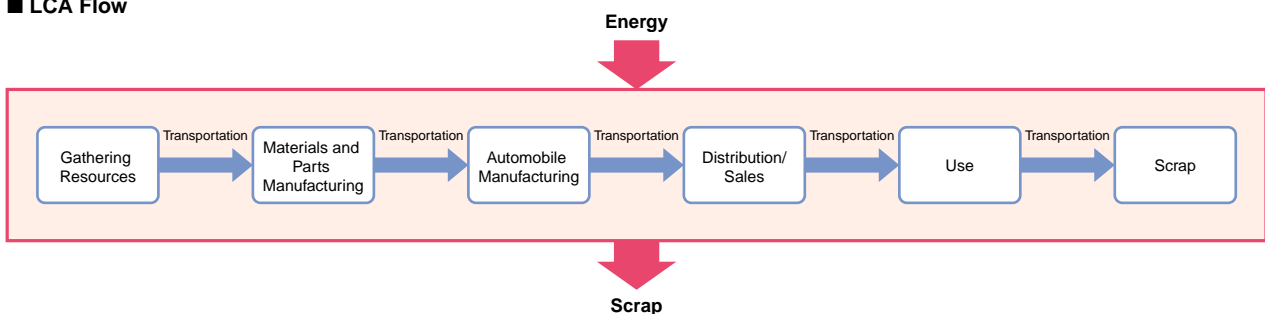 ■ LCA Flow
Energy
Transportation
Transportation
Transportation
Transportation
Transportation
Gathering
Resources
Materials and
Parts
Manufacturing
Automobile
Manufacturing
Distribution/
Sales
Use
Scrap
Scrap